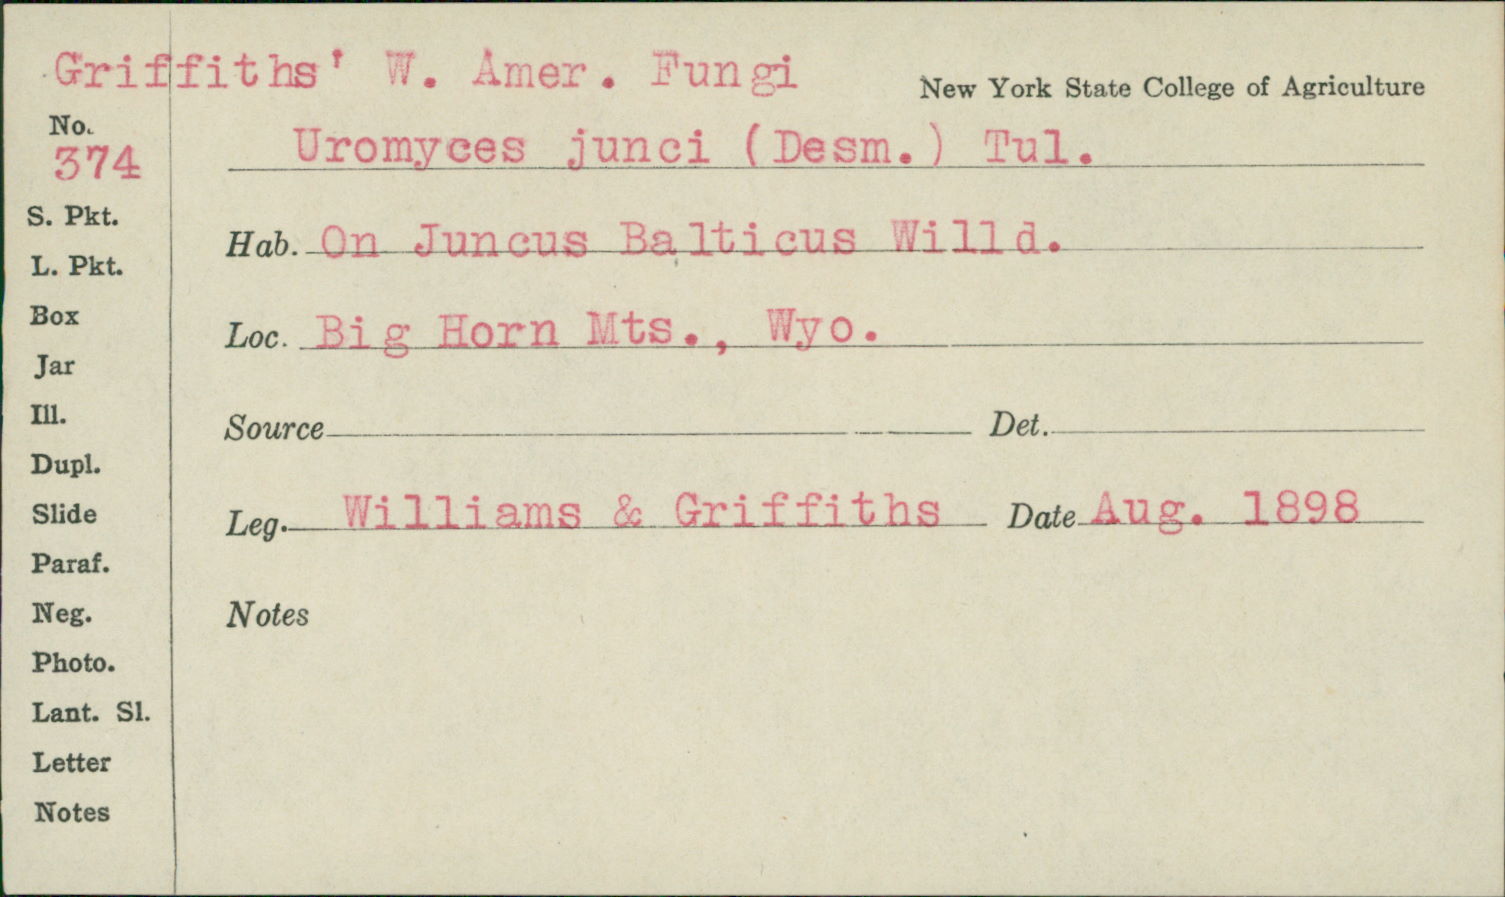 Griffiths' W. Amer. Fungi
New York State College of Agriculture
No.
374
Uromyces junci (Desm.) Tul.
S. Pkt.
L. Pkt.
Box
Jar
Ill.
Dupl.
Slide
Paraf.
Neg.
Photo.
Lant. Sl.
Letter
Notes
Hab. On Juncus Balticus Willd.
Loc. Big Horn Mts., Wyo.
Source Det.
Leg. Williams & Griffiths Date Aug. 1898
Notes